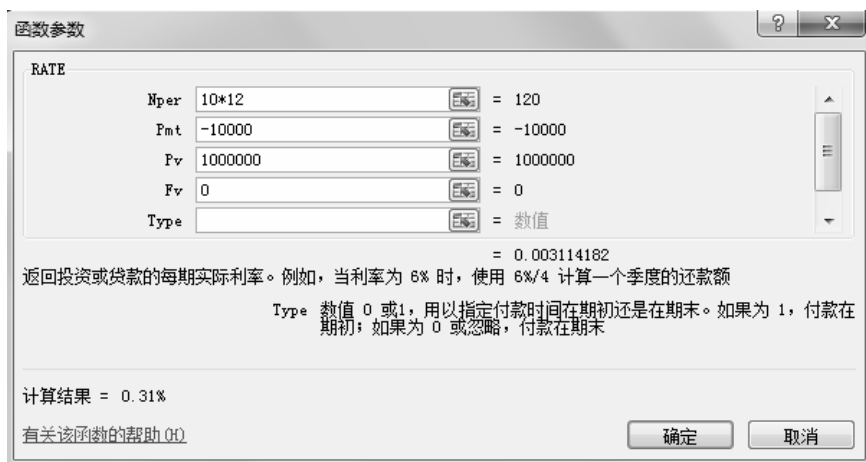 函数参数
?
X
RATE
Nper 10*12 = 120
Pmt -10000 = -10000
Pv 1000000 = 1000000
Fv 0 = 0
Type = 数值
= 0.003114182
返回投资或贷款的每期实际利率。例如，当利率为 6% 时，使用 6%/4 计算一个季度的还款额
Type 数值 0 或1，用以指定付款时间在期初还是在期末。如果为 1，付款在
期初；如果为 0 或忽略，付款在期末
计算结果 = 0.31%
有关该函数的帮助(H)
确定
取消